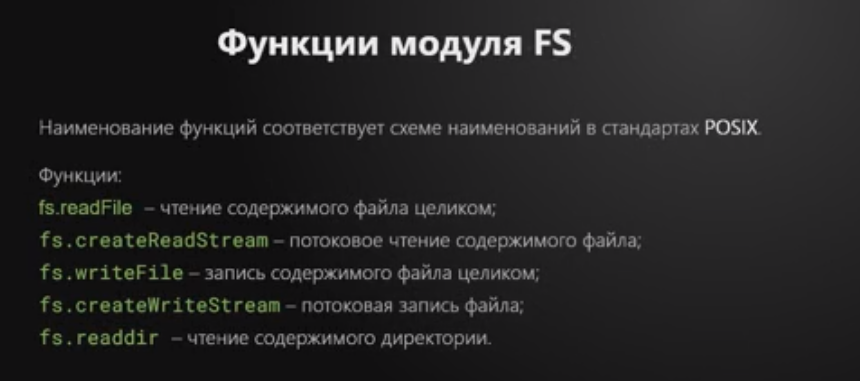 Функции модуля FS
Наименование функций соответствует схеме наименований в стандартах POSIX.
Функции:
fs.readFile – чтение содержимого файла целиком;
fs.createReadStream – потоковое чтение содержимого файла;
fs.writeFile – запись содержимого файла целиком;
fs.createWriteStream – потоковая запись файла;
fs.readdir – чтение содержимого директории.